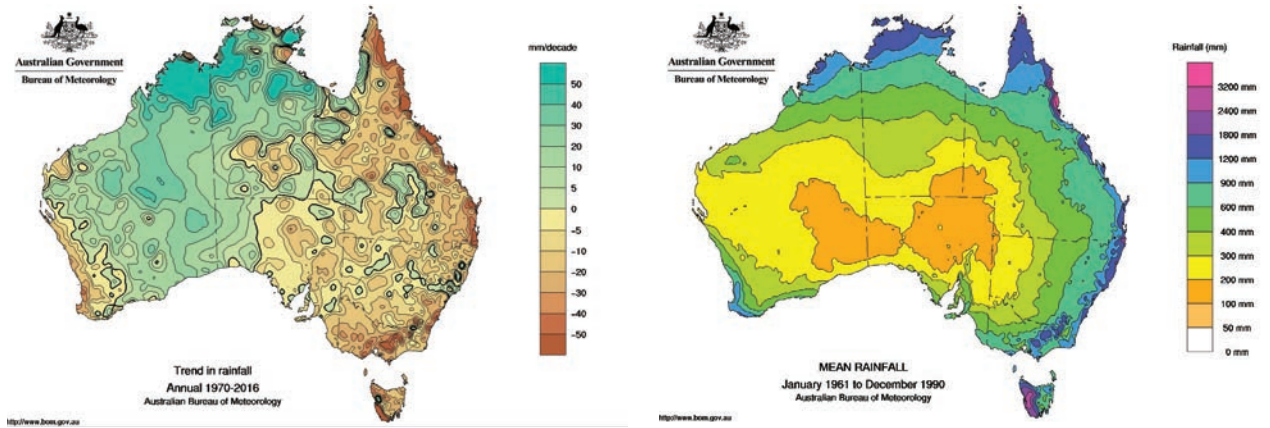 Australian Government
Bureau of Meteorology
mm/decade
50
40
30
20
10
5
0
-5
-10
-20
-30
-40
-50
Trend in rainfall
Annual 1970-2016
Australian Bureau of Meteorology
http://www.bom.gov.au
Australian Government
Bureau of Meteorology
Rainfall (mm)
3200 mm
2400 mm
1800 mm
1200 mm
900 mm
600 mm
400 mm
300 mm
200 mm
100 mm
50 mm
0 mm
MEAN RAINFALL
January 1961 to December 1990
Australian Bureau of Meteorology
http://www.bom.gov.au